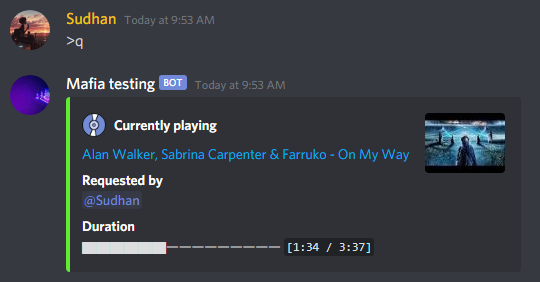 Sudhan Today at 9:53 AM
>q
Mafia testing BOT Today at 9:53 AM
Currently playing
Alan Walker, Sabrina Carpenter & Farruko - On My Way
Requested by
@Sudhan
Duration
[1:34 / 3:37]